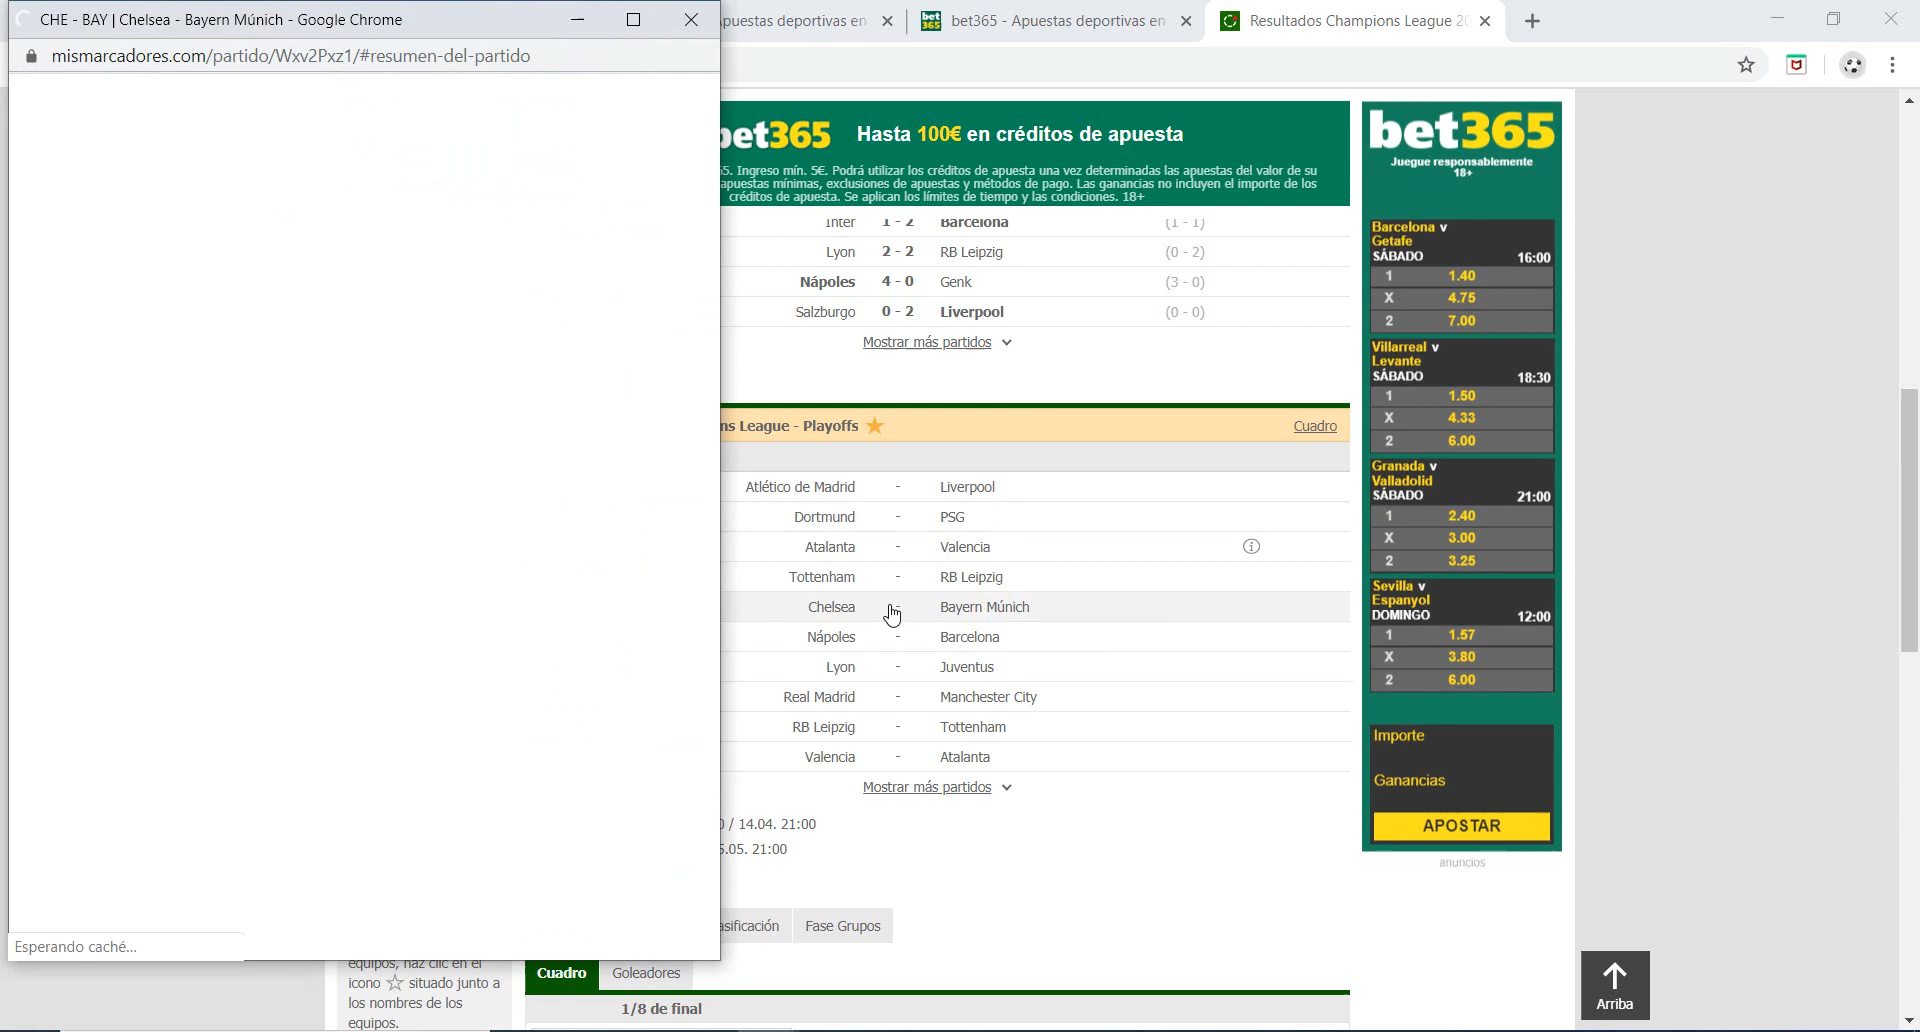 CHE - BAY | Chelsea - Bayern Múnich - Google Chrome
mismarcadores.com/partido/Wxv2Pxz1/#resumen-del-partido
Esperando caché...
puestas deportivas en
bet365
bet365 - Apuestas deportivas en
Resultados Champions League 20
bet365
Hasta 100€ en créditos de apuesta
65. Ingreso mín. 5€. Podrá utilizar los créditos de apuesta una vez determinadas las apuestas del valor de su
apuestas mínimas, exclusiones de apuestas y métodos de pago. Las ganancias no incluyen el importe de los
créditos de apuesta. Se aplican los límites de tiempo y las condiciones. 18+
Inter 1 - 2 Barcelona (1 - 1)
Lyon 2 - 2 RB Leipzig (0 - 2)
Nápoles 4 - 0 Genk (3 - 0)
Salzburgo 0 - 2 Liverpool (0 - 0)
Mostrar más partidos
ns League - Playoffs Cuadro
Atlético de Madrid - Liverpool
Dortmund - PSG
Atalanta - Valencia
Tottenham - RB Leipzig
Chelsea - Bayern Múnich
Nápoles - Barcelona
Lyon - Juventus
Real Madrid - Manchester City
RB Leipzig - Tottenham
Valencia - Atalanta
Mostrar más partidos
/ 14.04. 21:00
.05. 21:00
asificación Fase Grupos
equipos, haz clic en el
icono ☆ situado junto a
los nombres de los
equipos.
Cuadro Goleadores
1/8 de final
bet365
Juegue responsablemente
18+
Barcelona v
Getafe
SÁBADO 16:00
1 1.40
X 4.75
2 7.00
Villarreal v
Levante
SÁBADO 18:30
1 1.50
X 4.33
2 6.00
Granada v
Valladolid
SÁBADO 21:00
1 2.40
X 3.00
2 3.25
Sevilla v
Espanyol
DOMINGO 12:00
1 1.57
X 3.80
2 6.00
Importe
Ganancias
APOSTAR
anuncios
Arriba